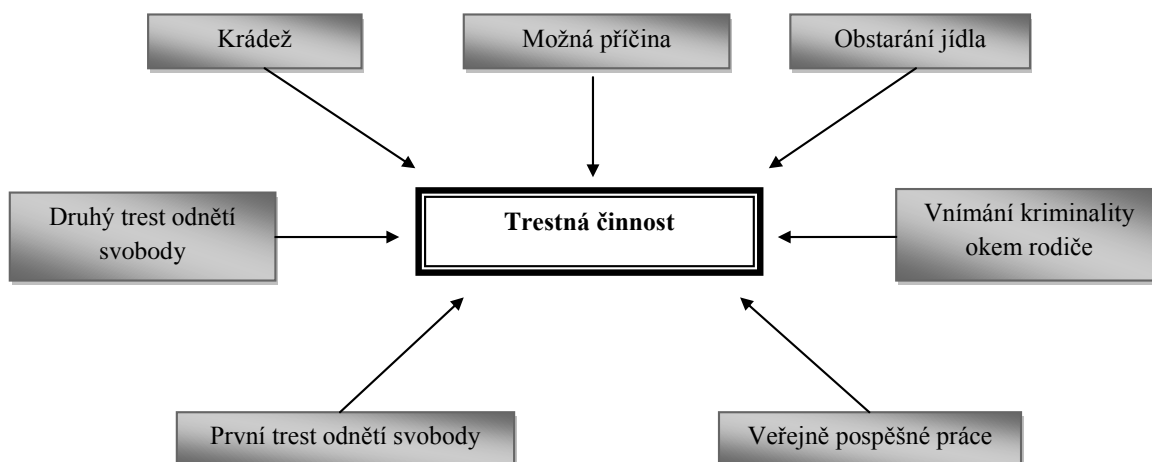 Krádež
Možná příčina
Obstarání jídla
Druhý trest odnětí
svobody
Trestná činnost
Vnímání kriminality
okem rodiče
První trest odnětí svobody
Veřejně pospěšné práce